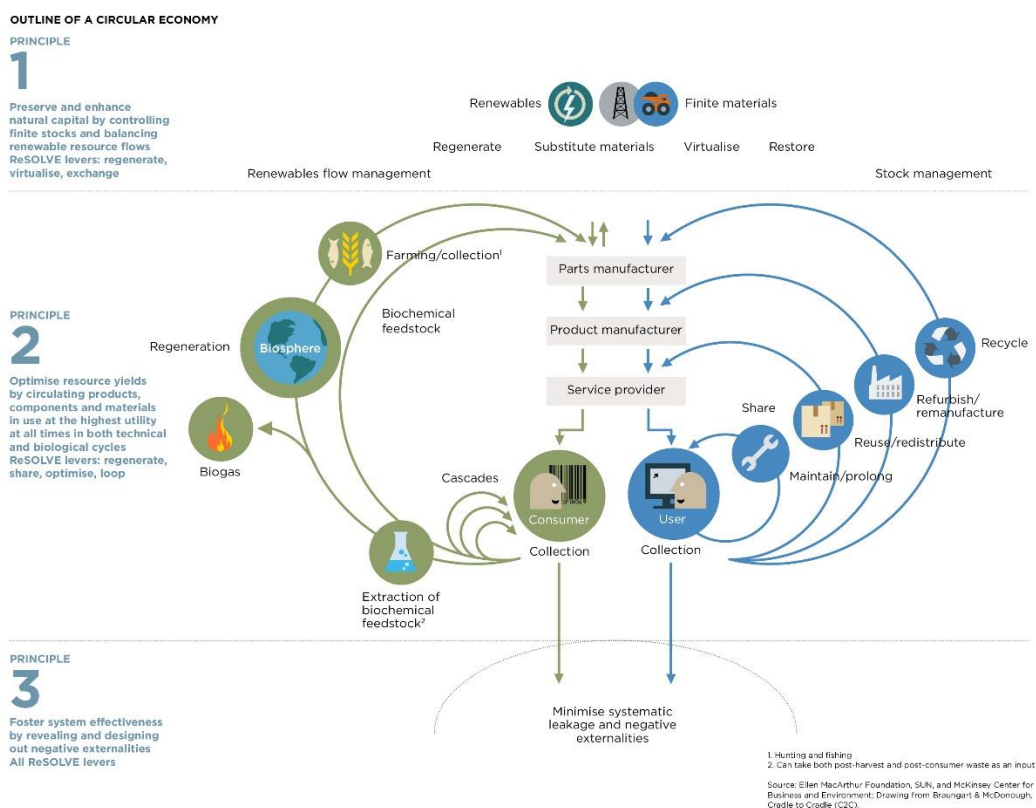 OUTLINE OF A CIRCULAR ECONOMY
PRINCIPLE
1
Preserve and enhance
natural capital by controlling
finite stocks and balancing
renewable resource flows
ReSOLVE levers: regenerate,
virtualise, exchange
Renewables
Finite materials
Regenerate
Substitute materials
Virtualise
Restore
Renewables flow management
Stock management
PRINCIPLE
2
Optimise resource yields
by circulating products,
components and materials
in use at the highest utility
at all times in both technical
and biological cycles
ReSOLVE levers: regenerate,
share, optimise, loop
Farming/collection¹
Parts manufacturer
Biochemical
feedstock
Regeneration
Biosphere
Product manufacturer
Recycle
Service provider
Refurbish/
remanufacture
Share
Reuse/redistribute
Biogas
Cascades
Maintain/prolong
Consumer
User
Collection
Collection
Extraction of
biochemical
feedstock²
PRINCIPLE
3
Foster system effectiveness
by revealing and designing
out negative externalities
All ReSOLVE levers
Minimise systematic
leakage and negative
externalities
1. Hunting and fishing
2. Can take both post-harvest and post-consumer waste as an input
Source: Ellen MacArthur Foundation, SUN, and McKinsey Center for
Business and Environment; Drawing from Braungart & McDonough,
Cradle to Cradle (C2C).